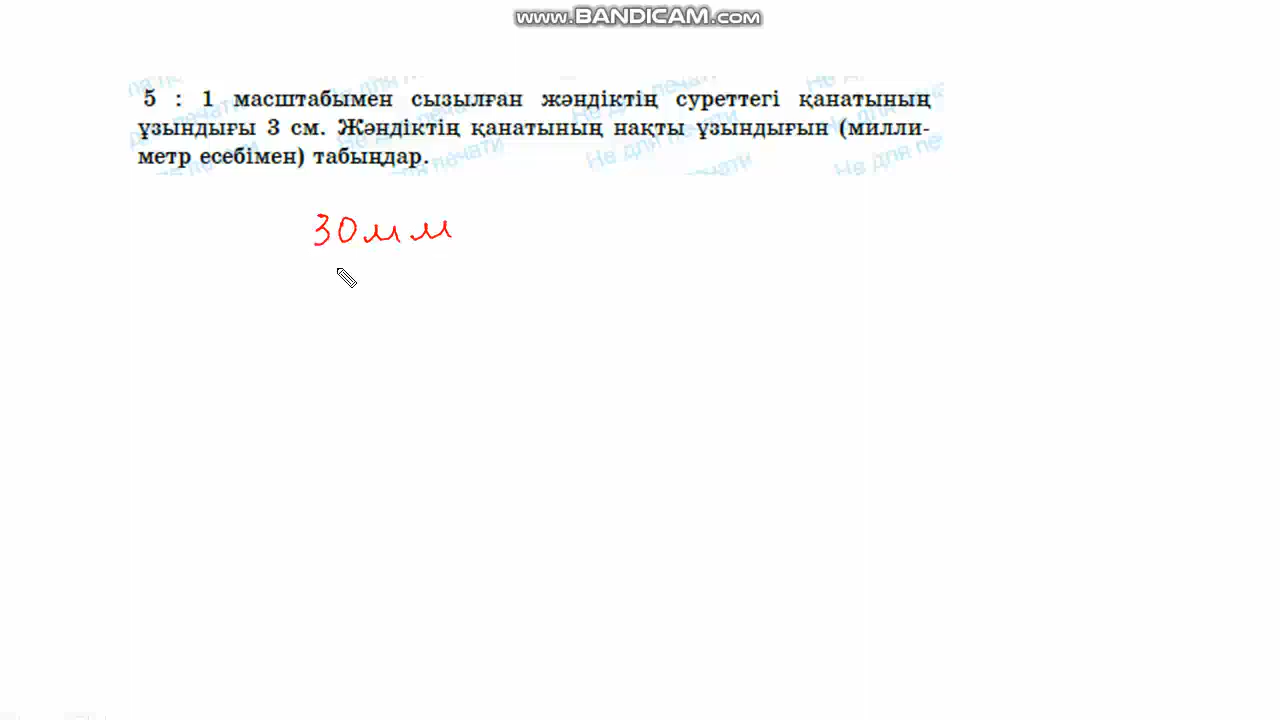 www.BANDICAM.com
5 : 1 масштабымен сызылған жәндіктің суреттегі қанатының
ұзындығы 3 см. Жәндіктің қанатының нақты ұзындығын (милли-
метр есебімен) табыңдар.
30мм